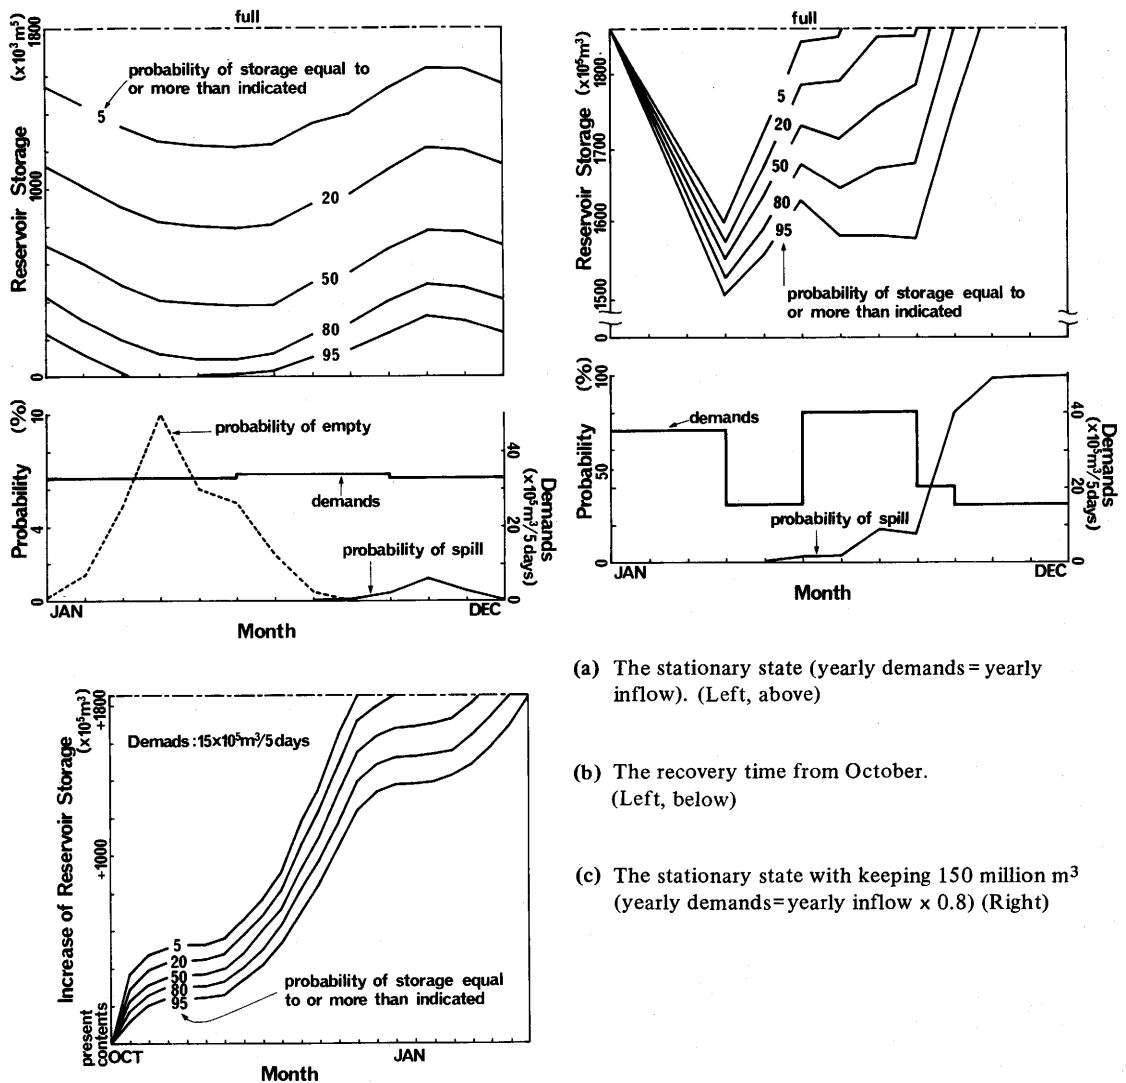 full
1800
(x10³m⁵)
Reservoir Storage
1000
0
probability of storage equal to
or more than indicated
5
20
50
80
95
(%)
10
Probability
4
0
probability of empty
demands
probability of spill
40
20
0
Demands
(x10⁵m³/5 days)
JAN
DEC
Month
full
(x10⁵m³)
Reservoir Storage
1800
1700
1600
1500
0
5
20
50
80
95
probability of storage equal to
or more than indicated
(%)
100
Probability
50
0
demands
probability of spill
40
20
0
Demands
(x10⁵m³/5days)
JAN
DEC
Month
+1800
(x10⁵m³)
Increase of Reservoir Storage
+1000
present
contents
Demads:15x10⁵m³/5days
5
20
50
80
95
probability of storage equal
to or more than indicated
OCT
JAN
Month
(a) The stationary state (yearly demands=yearly
inflow). (Left, above)
(b) The recovery time from October.
(Left, below)
(c) The stationary state with keeping 150 million m³
(yearly demands=yearly inflow x 0.8) (Right)